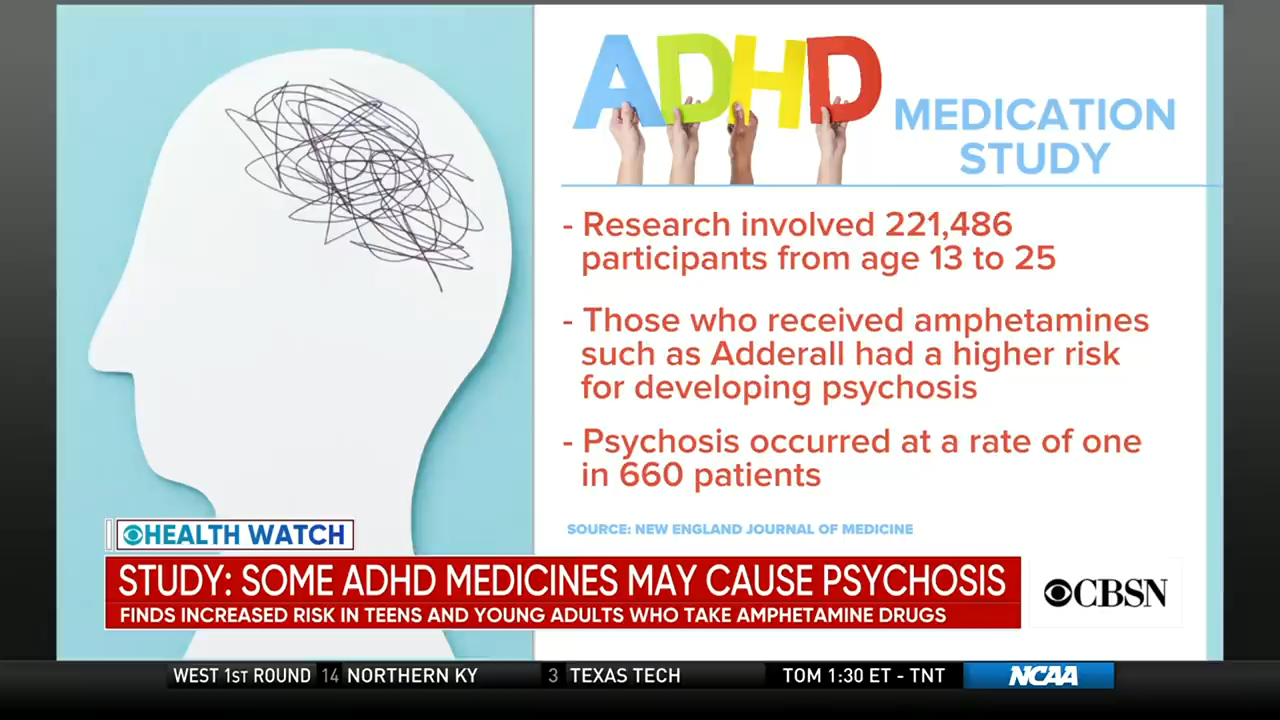 ADHD
MEDICATION
STUDY
- Research involved 221,486
participants from age 13 to 25
- Those who received amphetamines
such as Adderall had a higher risk
for developing psychosis
- Psychosis occurred at a rate of one
in 660 patients
SOURCE: NEW ENGLAND JOURNAL OF MEDICINE
HEALTH WATCH
STUDY: SOME ADHD MEDICINES MAY CAUSE PSYCHOSIS
FINDS INCREASED RISK IN TEENS AND YOUNG ADULTS WHO TAKE AMPHETAMINE DRUGS
CBSN
WEST 1ST ROUND 14 NORTHERN KY 3 TEXAS TECH TOM 1:30 ET - TNT NCAA